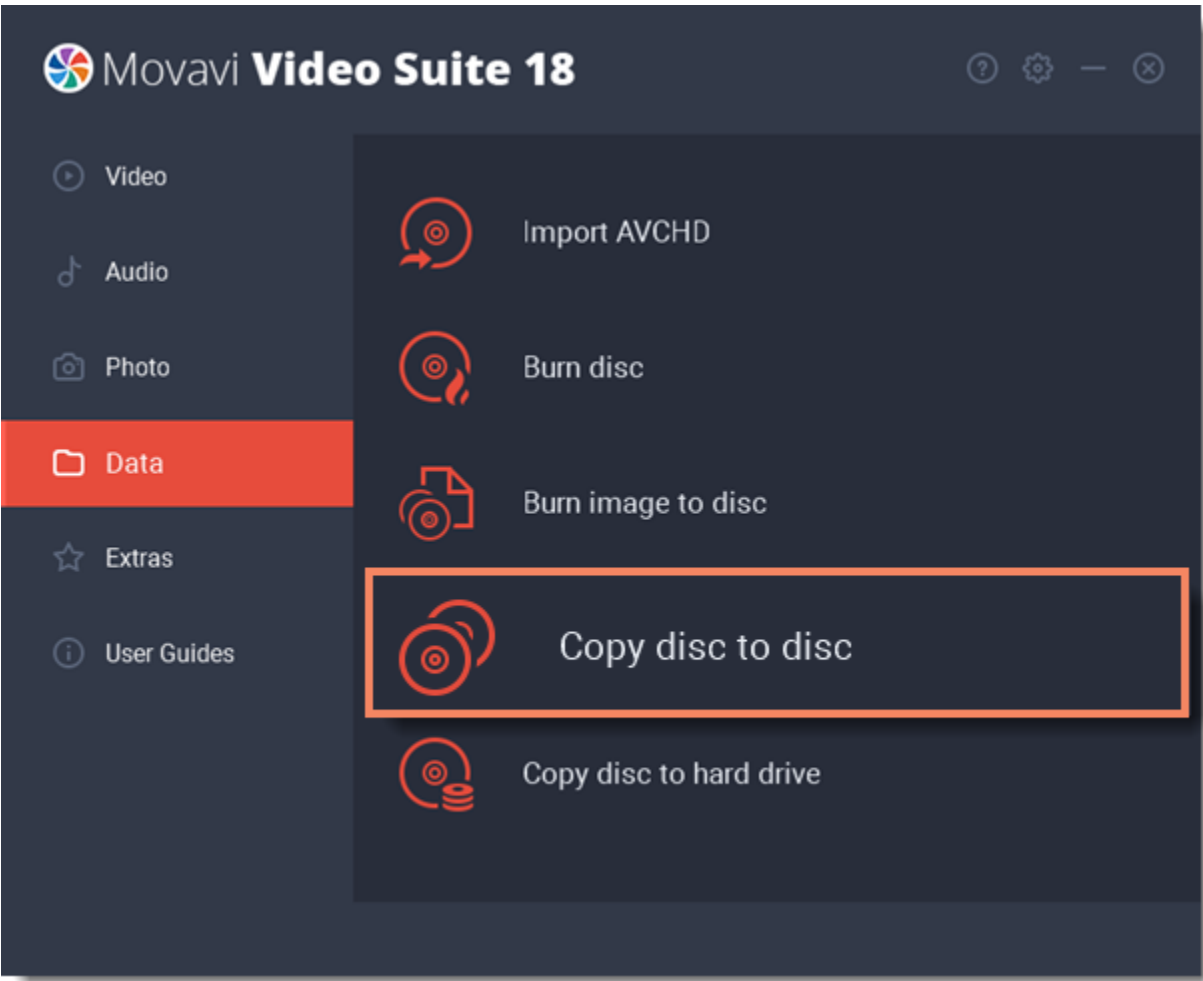 Movavi Video Suite 18
Video
Audio
Photo
Data
Extras
User Guides
Import AVCHD
Burn disc
Burn image to disc
Copy disc to disc
Copy disc to hard drive